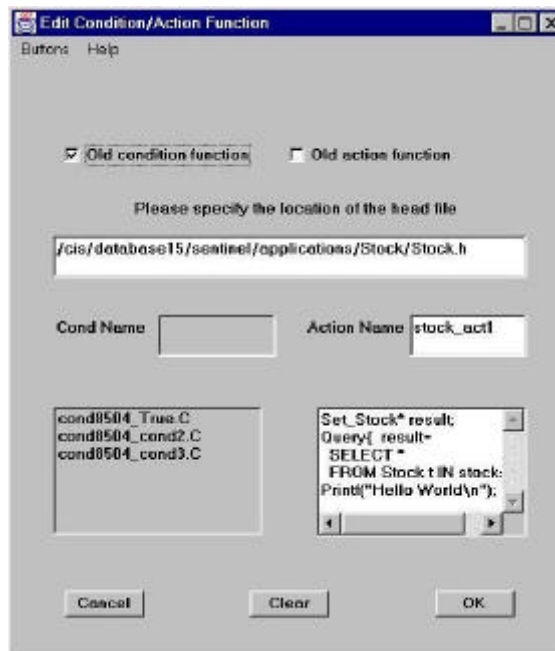 Edit Condition/Action Function
Buttons Help
Old condition function Old action function
Please specify the location of the head file
/cis/database15/sentinel/applications/Stock/Stock.h
Cond Name Action Name stock_act1
cond8504_True.C
cond8504_cond2.C
cond8504_cond3.C
Set_Stock* result;
Query{ result=
SELECT *
FROM Stock t IN stock:
Printf("Hello World\n");
Cancel Clear OK